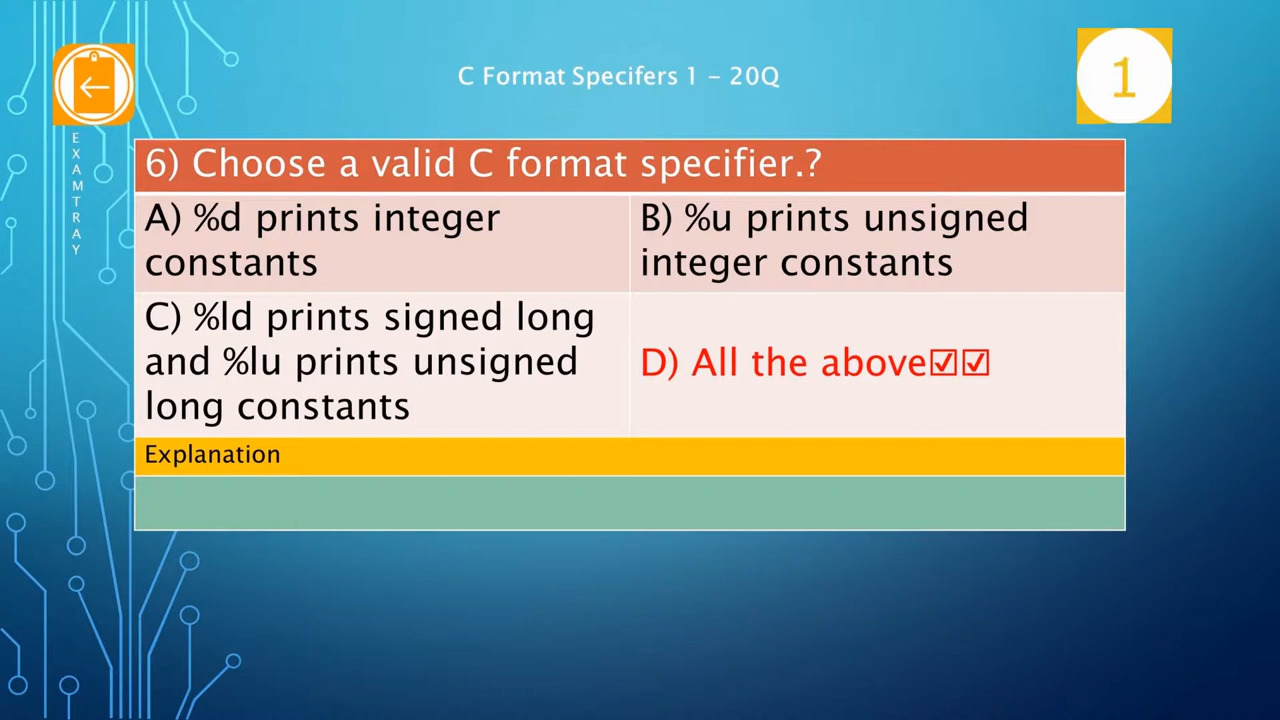 C Format Specifers 1 - 20Q
1
EXAMTRAY
6) Choose a valid C format specifier.?
A) %d prints integer
constants
B) %u prints unsigned
integer constants
C) %ld prints signed long
and %lu prints unsigned
long constants
D) All the above☑☑
Explanation